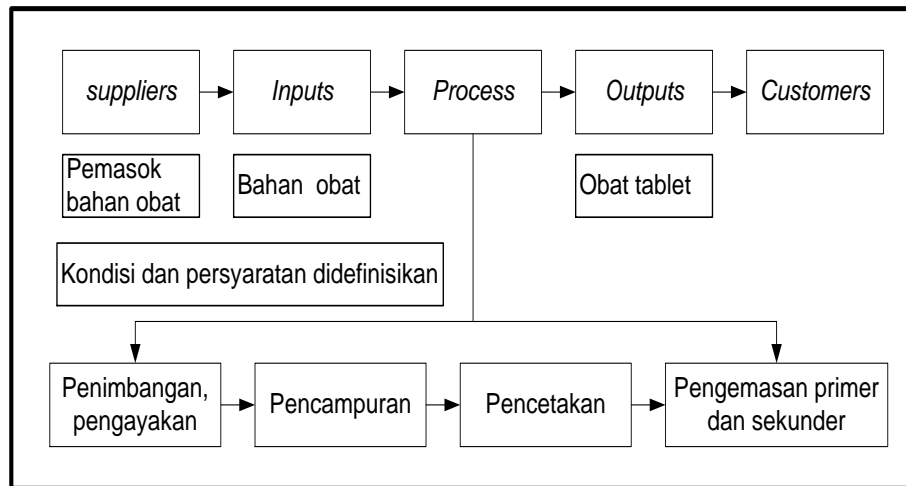 suppliers
Inputs
Process
Outputs
Customers
Pemasok
bahan obat
Bahan obat
Obat tablet
Kondisi dan persyaratan didefinisikan
Penimbangan,
pengayakan
Pencampuran
Pencetakan
Pengemasan primer
dan sekunder